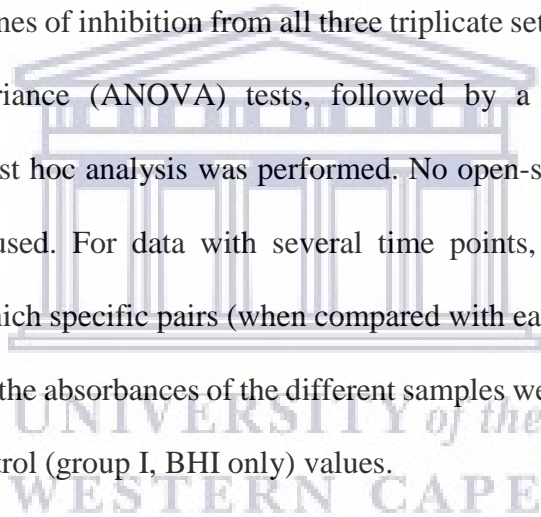 nes of inhibition from all three triplicate set
riance (ANOVA) tests, followed by a
st hoc analysis was performed. No open-s
used. For data with several time points,
hich specific pairs (when compared with ea
the absorbances of the different samples we
UNIVERSITY of the
trol (group I, BHI only) values.
WESTERN CAPE